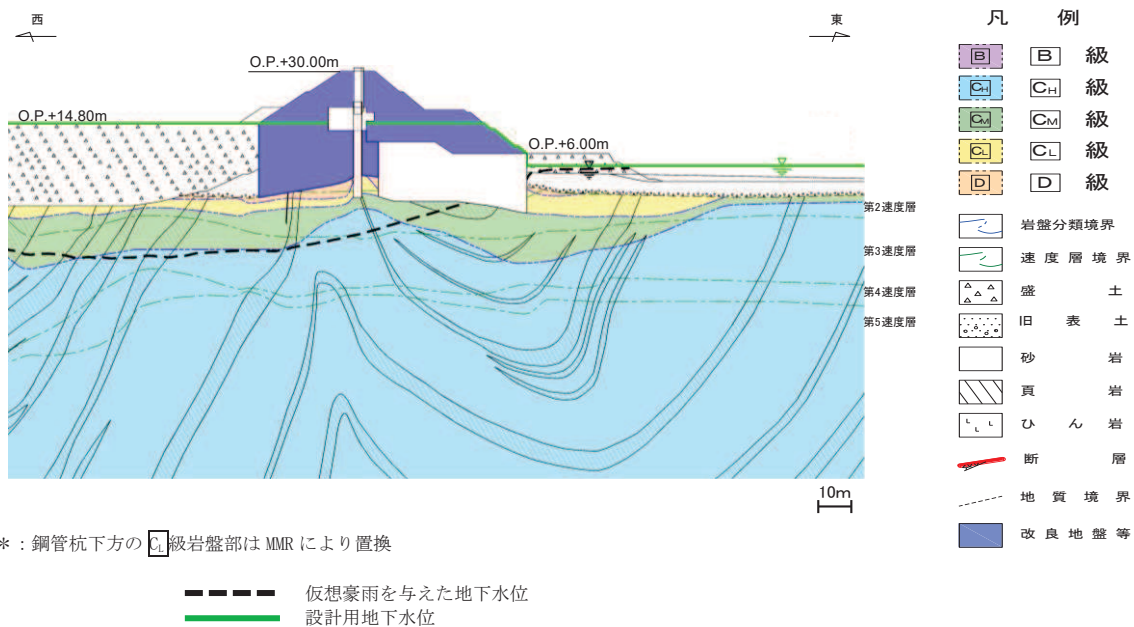 西
東
O.P.+30.00m
O.P.+14.80m
O.P.+6.00m
第2速度層
第3速度層
第4速度層
第5速度層
10m
凡 例
B B 級
CH CH 級
CM CM 級
CL CL 級
D D 級
岩盤分類境界
速度層境界
盛土
旧表土
砂岩
頁岩
ひん岩
断層
地質境界
改良地盤等
*：鋼管杭下方の CL 級岩盤部は MMR により置換
仮想豪雨を与えた地下水位
設計用地下水位